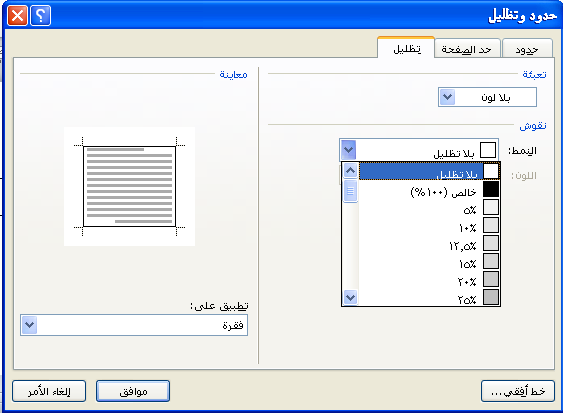 حدود وتظليل
حدود
حد الصفحة
تظليل
تعبئة
بلا لون
نقوش
النمط:
بلا تظليل
اللون:
بلا تظليل
خالص (١٠٠%)
٥%
١٠%
١٢,٥%
١٥%
٢٠%
٢٥%
معاينة
تطبيق على:
فقرة
خط أفقي...
موافق
إلغاء الأمر